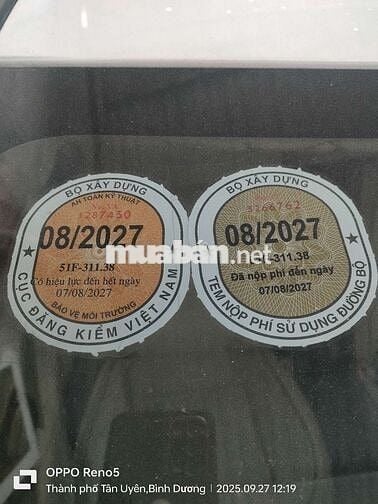 BỘ XÂY DỰNG
AN TOÀN KỸ THUẬT
1287450
08/2027
51F-311.38
Có hiệu lực đến hết ngày
07/08/2027
BẢO VỆ MÔI TRƯỜNG
CỤC ĐĂNG KIỂM VIỆT NAM
BỘ XÂY DỰNG
5266762
08/2027
-311.38
Đã nộp phí đến ngày
07/08/2027
TEM NỘP PHÍ SỬ DỤNG ĐƯỜNG BỘ
muaban.net
OPPO Reno5
Thành phố Tân Uyên,Bình Dương | 2025.09.27 12:19